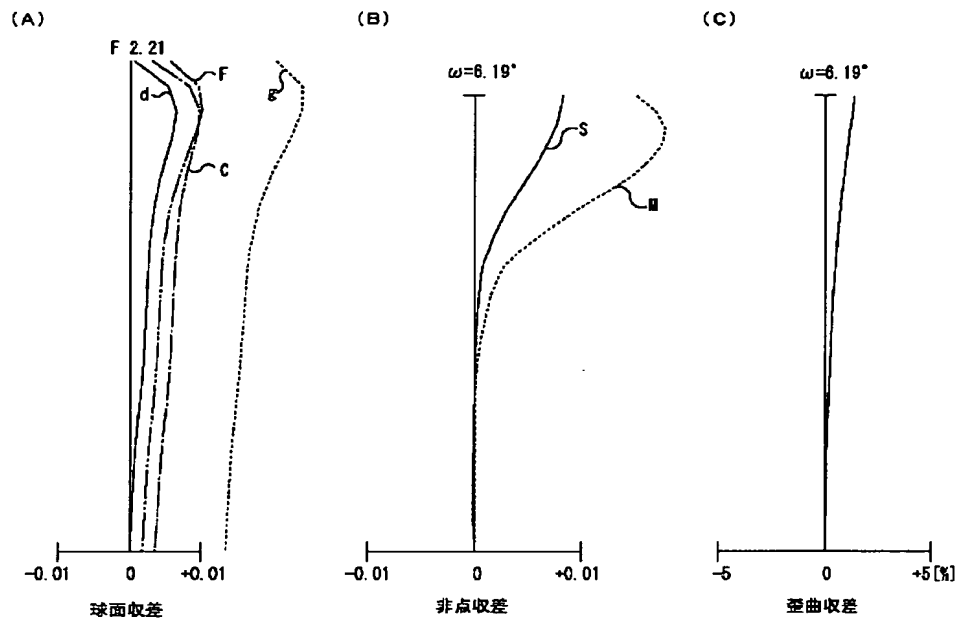 (A)
(B)
(C)
F 2.21
F
d
g
C
ω=6.19°
S
ω=6.19°
-0.01
0
+0.01
球面収差
-0.01
0
+0.01
非点収差
-5
0
+5[%]
歪曲収差